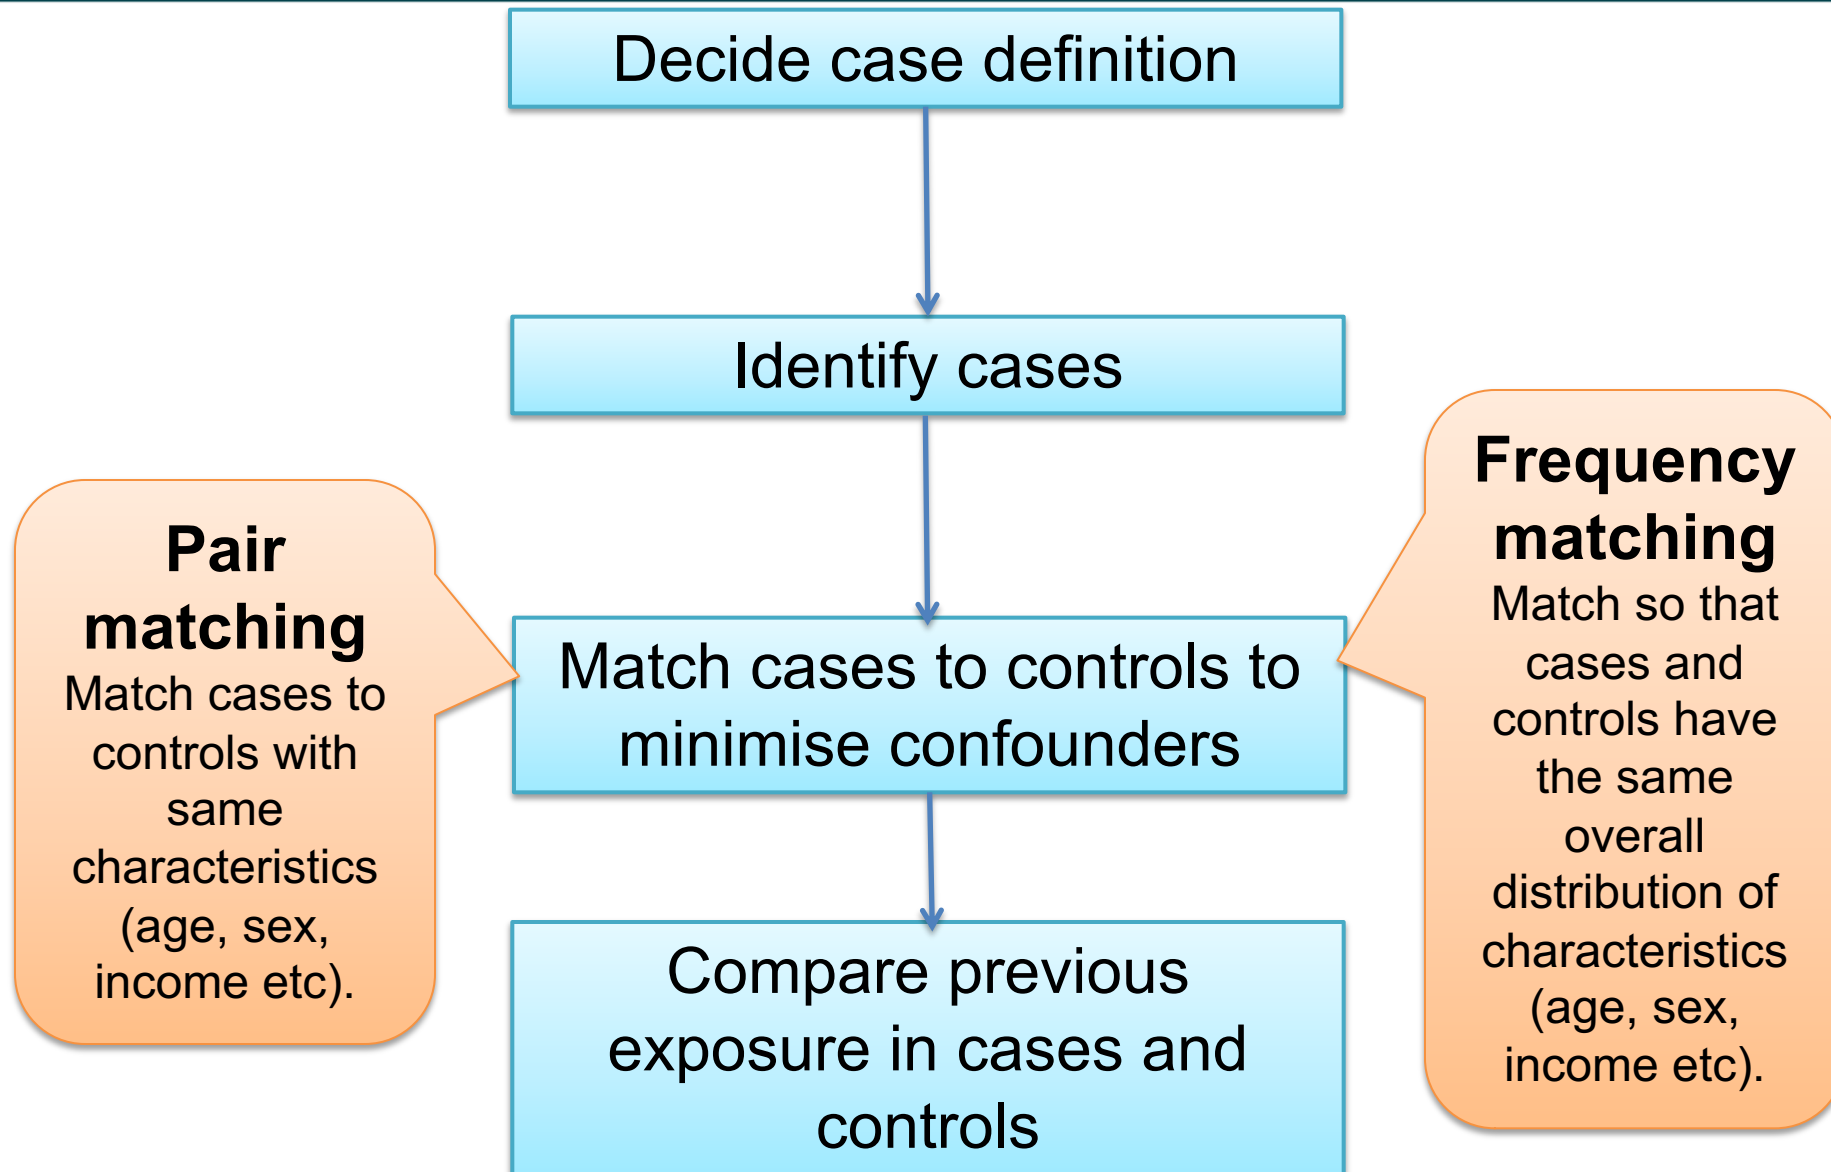 Decide case definition
Identify cases
Pair
matching
Match cases to
controls with
same
characteristics
(age, sex,
income etc).
Match cases to controls to
minimise confounders
Frequency
matching
Match so that
cases and
controls have
the same
overall
distribution of
characteristics
(age, sex,
income etc).
Compare previous
exposure in cases and
controls